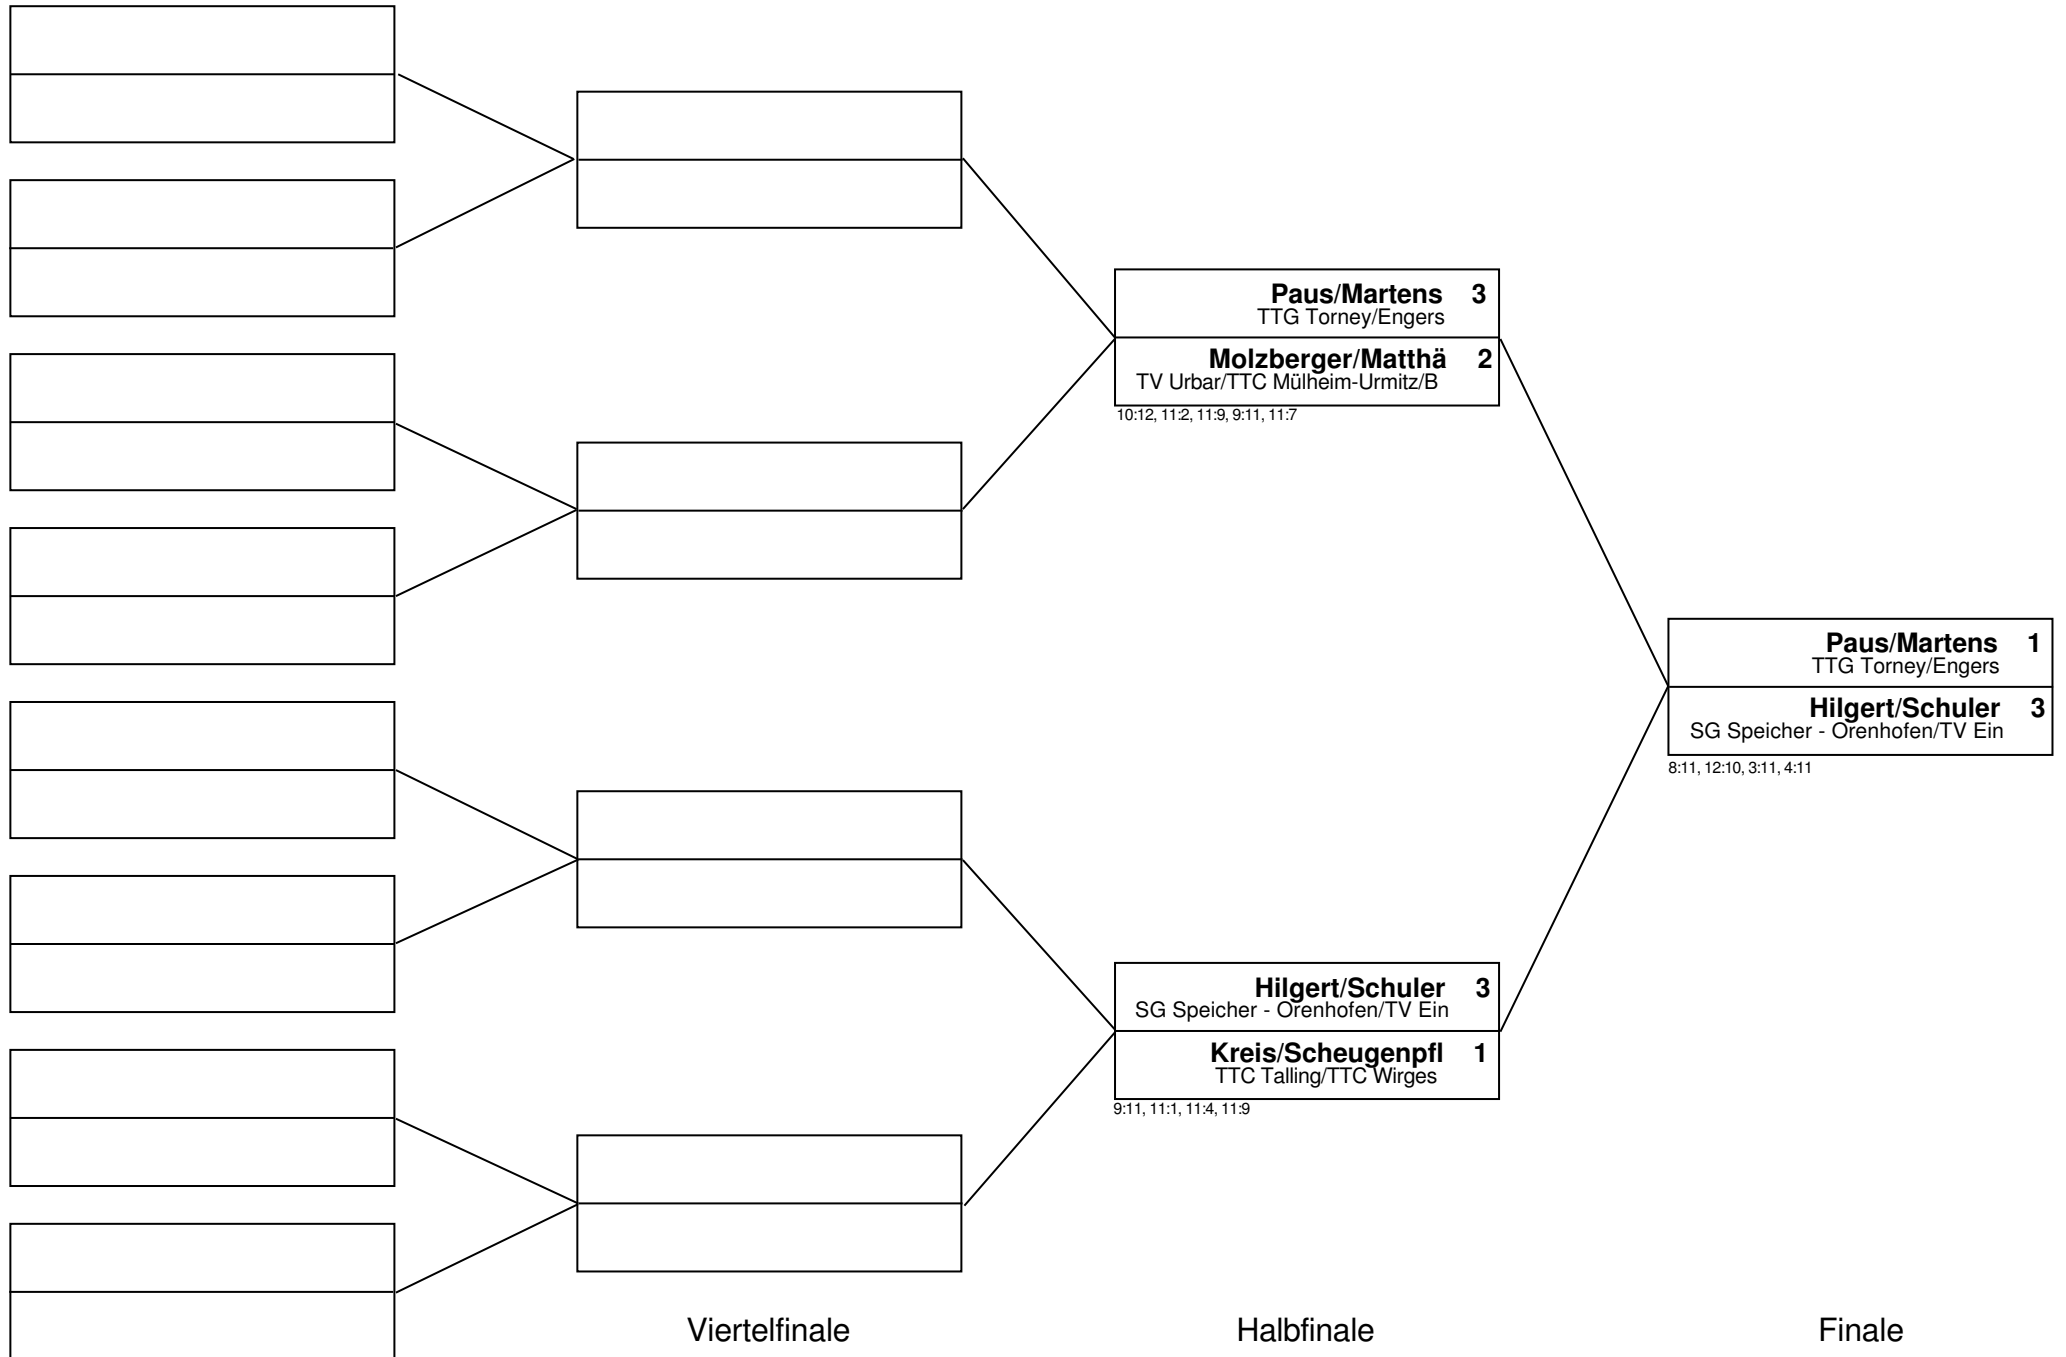 Paus/Martens 3
TTG Torney/Engers
Molzberger/Matthä 2
TV Urbar/TTC Mülheim-Urmitz/B
10:12, 11:2, 11:9, 9:11, 11:7
Paus/Martens 1
TTG Torney/Engers
Hilgert/Schuler 3
SG Speicher - Orenhofen/TV Ein
8:11, 12:10, 3:11, 4:11
Hilgert/Schuler 3
SG Speicher - Orenhofen/TV Ein
Kreis/Scheugenpfl 1
TTC Talling/TTC Wirges
9:11, 11:1, 11:4, 11:9
Viertelfinale
Halbfinale
Finale